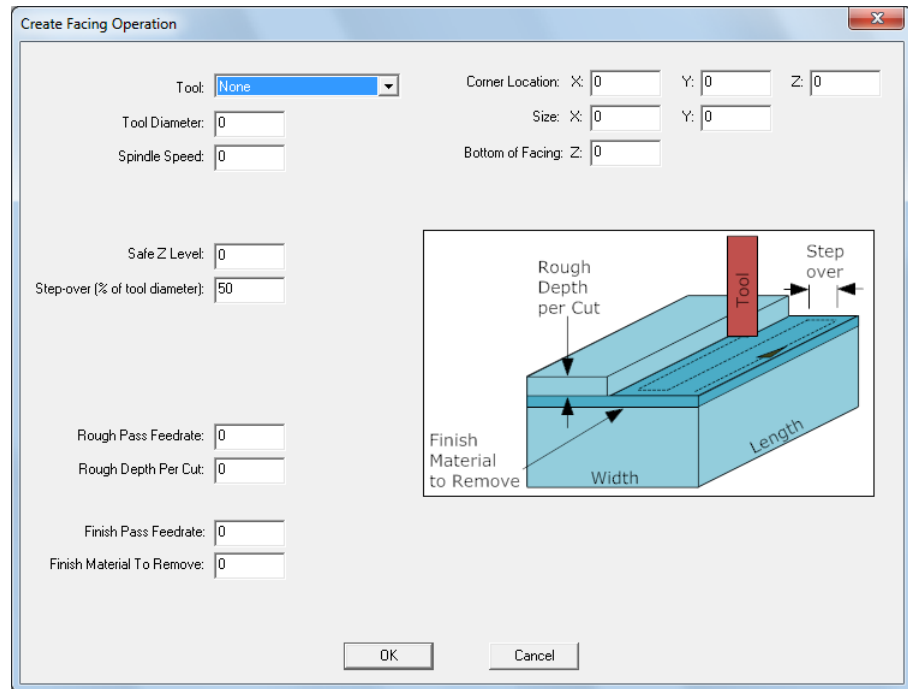 Create Facing Operation
Tool: None
Tool Diameter: 0
Spindle Speed: 0
Corner Location: X: 0 Y: 0 Z: 0
Size: X: 0 Y: 0
Bottom of Facing: Z: 0
Safe Z Level: 0
Step-over (% of tool diameter): 50
Rough Pass Feedrate: 0
Rough Depth Per Cut: 0
Finish Pass Feedrate: 0
Finish Material To Remove: 0
Rough
Depth
per Cut
Tool
Step
over
Finish
Material
to Remove
Width
Length
OK
Cancel